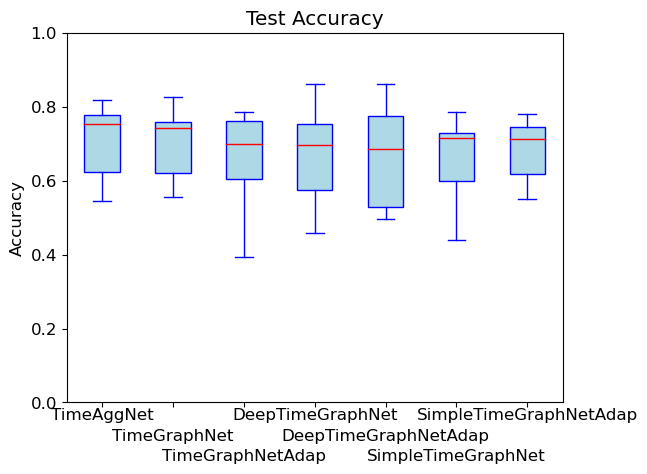 Test Accuracy
1.0
0.8
0.6
0.4
0.2
0.0
Accuracy
TimeAggNet
DeepTimeGraphNet
SimpleTimeGraphNetAdap
TimeGraphNet
DeepTimeGraphNetAdap
TimeGraphNetAdap
SimpleTimeGraphNet